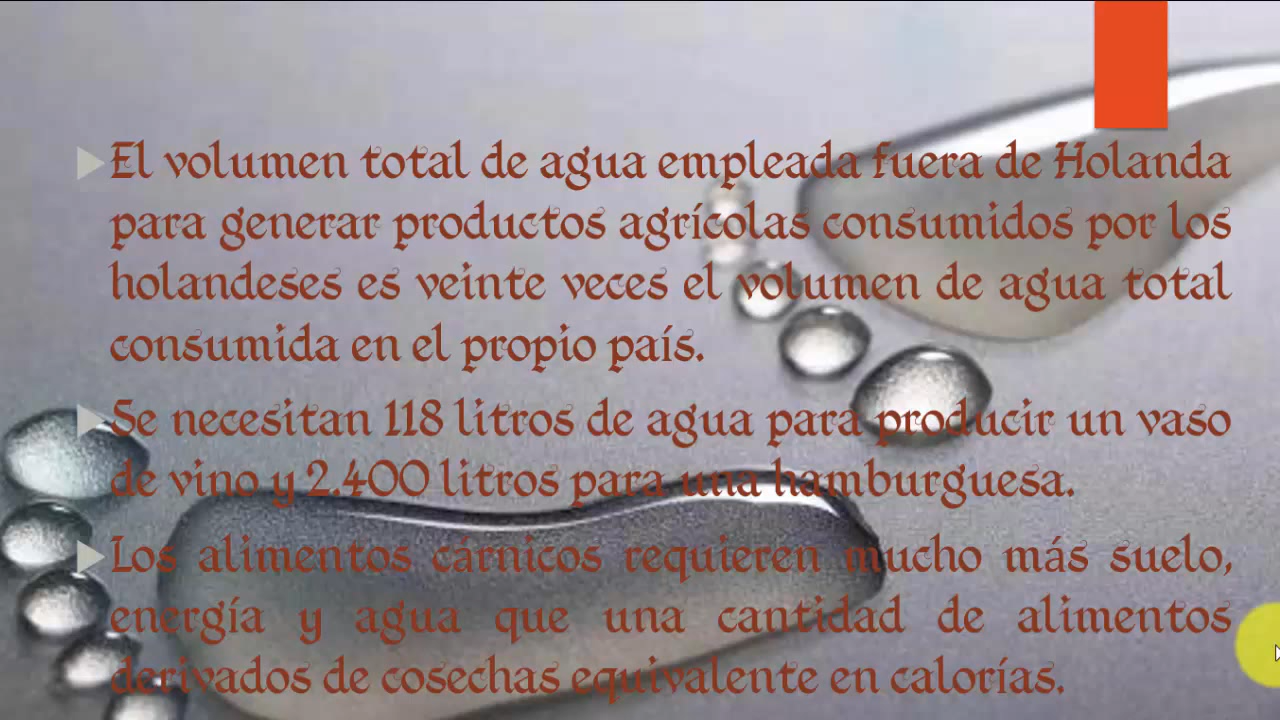 El volumen total de agua empleada fuera de Holanda
para generar productos agrícolas consumidos por los
holandeses es veinte veces el volumen de agua total
consumida en el propio país.
Se necesitan 118 litros de agua para producir un vaso
de vino y 2.400 litros para una hamburguesa.
Los alimentos cárnicos requieren mucho más suelo,
energía y agua que una cantidad de alimentos
derivados de cosechas equivalente en calorías.